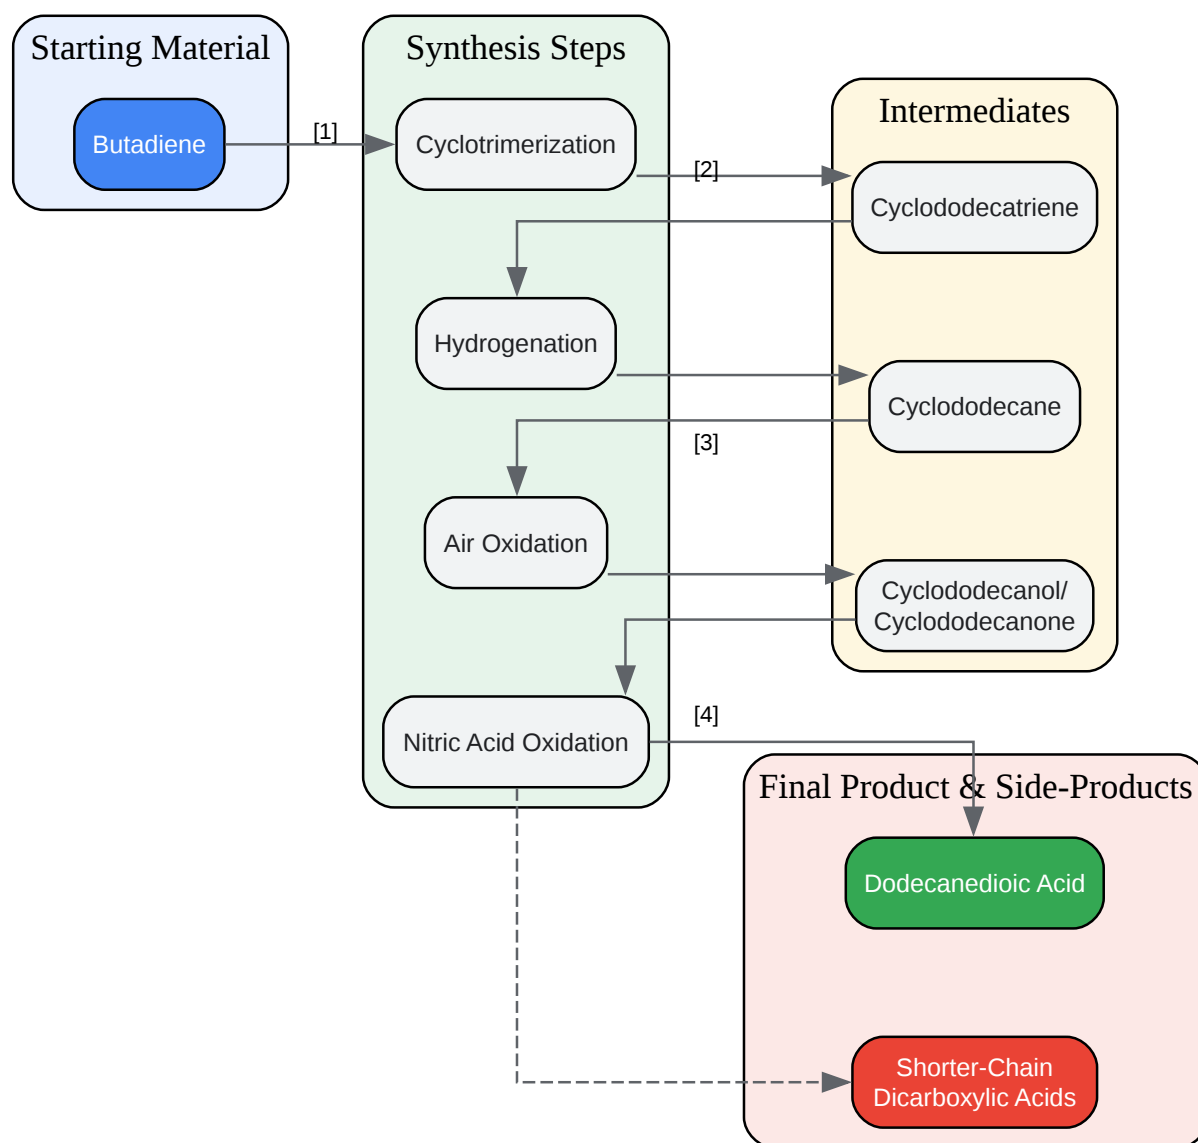 Starting Material
Synthesis Steps
Intermediates
Butadiene
[1]
Cyclotrimerization
[2]
Cyclododecatriene
Hydrogenation
Cyclododecane
[3]
Air Oxidation
Cyclododecanol/
Cyclododecanone
Nitric Acid Oxidation
[4]
Final Product & Side-Products
Dodecanedioic Acid
Shorter-Chain
Dicarboxylic Acids